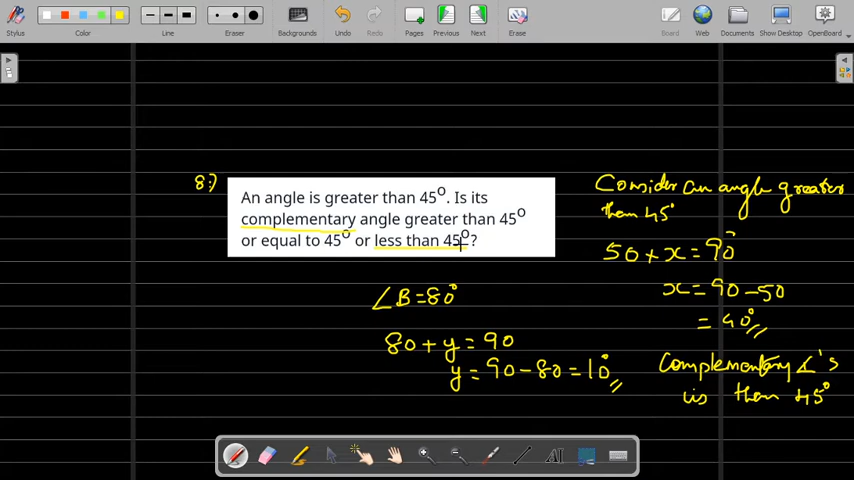 Stylus
Color
Line
Eraser
Backgrounds
Undo
Redo
Pages
Previous
Next
Erase
Board
Web
Documents
Show Desktop
OpenBoard
8:)
An angle is greater than 45°. Is its
complementary angle greater than 45°
or equal to 45° or less than 45°?
∠B = 80°
80 + y = 90
y = 90 - 80 = 10°
Consider an angle greater
than 45°
50 + x = 90°
x = 90 - 50
= 40°
Complementary ∠'s
is than 45°